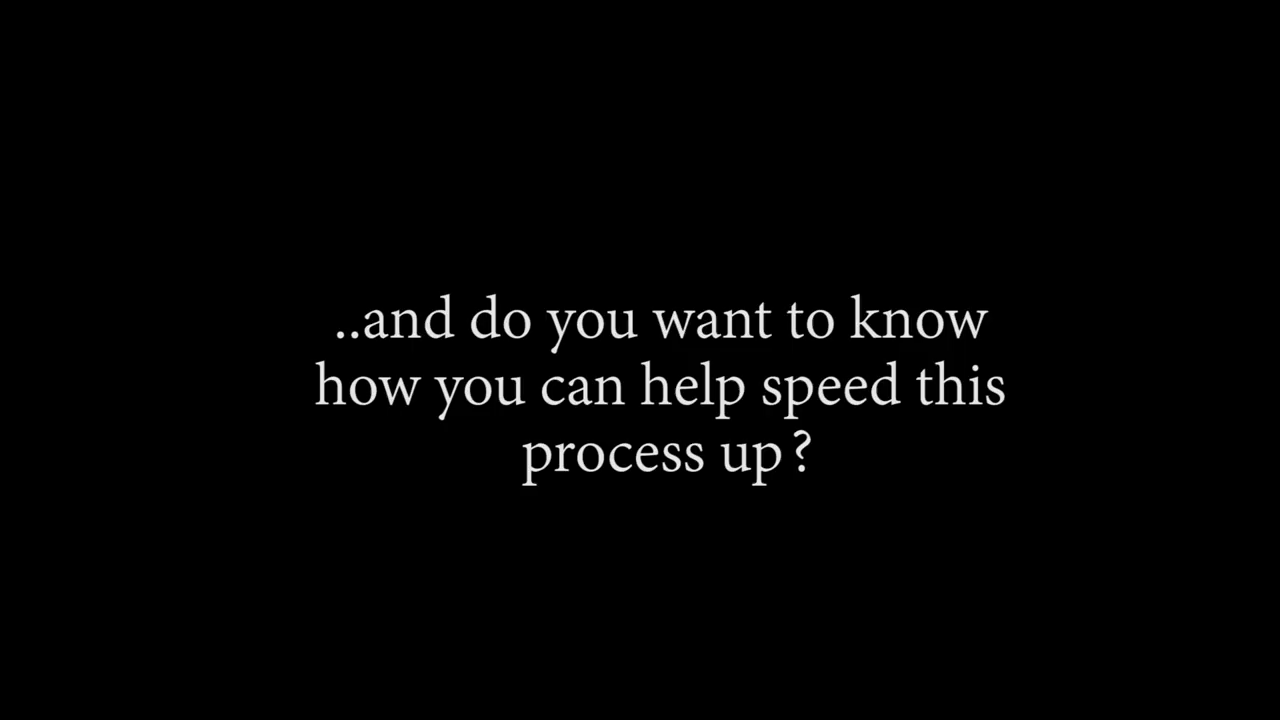 ..and do you want to know
how you can help speed this
process up?